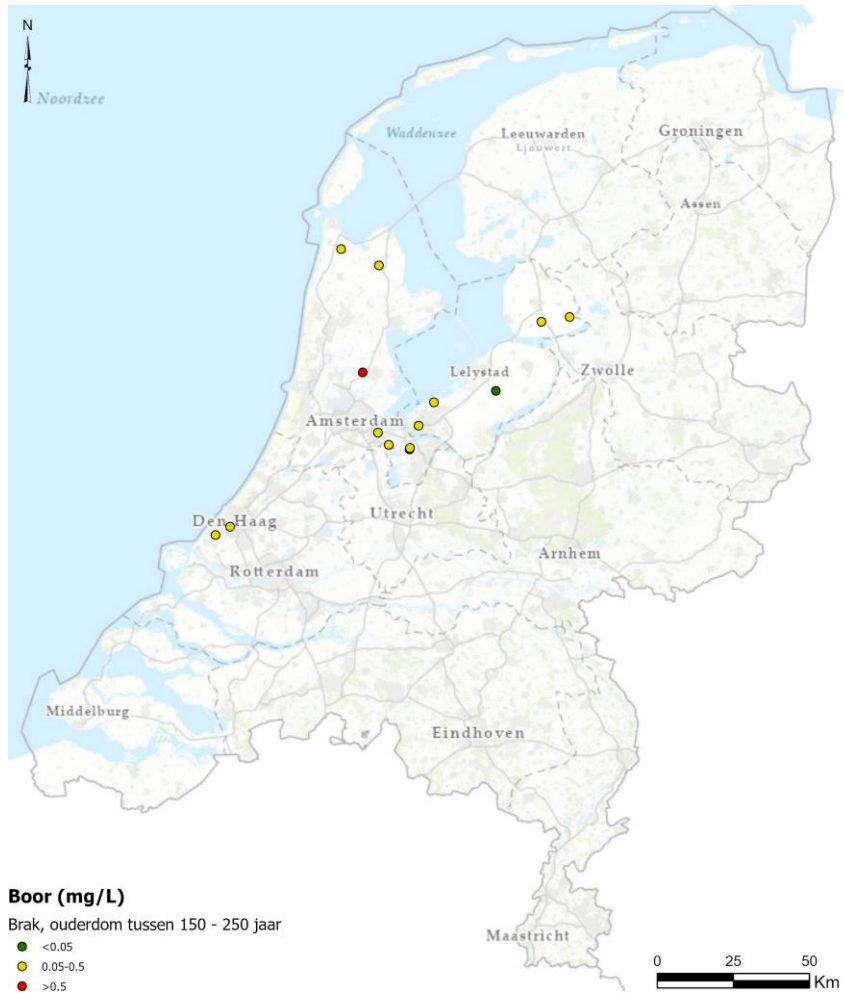 N
Noordzee
Waddenzee
Leeuwarden
Ljouwert
Groningen
Assen
Lelystad
Zwolle
Amsterdam
Utrecht
Den Haag
Arnhem
Rotterdam
Middelburg
Eindhoven
Maastricht
Boor (mg/L)
Brak, ouderdom tussen 150 - 250 jaar
<0.05
0.05-0.5
>0.5
0 25 50
Km